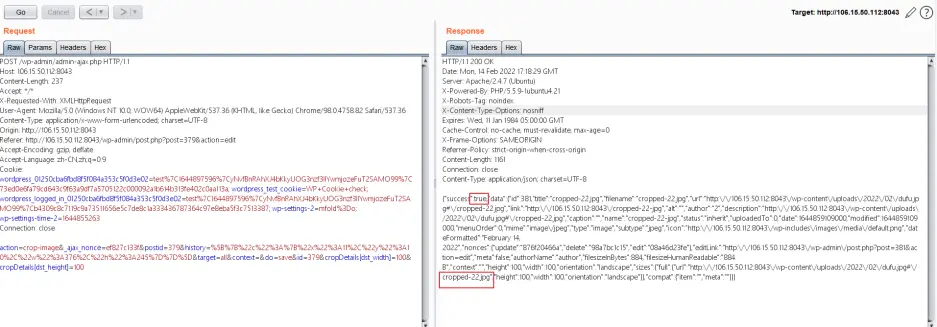 Go Cancel < | ▾ > | ▾
Target: http://106.15.50.112:8043
Request
Raw Params Headers Hex
POST /wp-admin/admin-ajax.php HTTP/1.1
Host: 106.15.50.112:8043
Content-Length: 237
Accept: */*
X-Requested-With: XMLHttpRequest
User-Agent: Mozilla/5.0 (Windows NT 10.0; WOW64) AppleWebKit/537.36 (KHTML, like Gecko) Chrome/98.0.4758.82 Safari/537.36
Content-Type: application/x-www-form-urlencoded; charset=UTF-8
Origin: http://106.15.50.112:8043
Referer: http://106.15.50.112:8043/wp-admin/post.php?post=379&action=edit
Accept-Encoding: gzip, deflate
Accept-Language: zh-CN,zh;q=0.9
Cookie:
wordpress_test_cookie=WP+Cookie+check;
wp-settings-2=mfold%3Do;
wp-settings-time-2=1644855263
Connection: close
action=crop-image&_ajax_nonce=ef827c133f&postid=379&history=%5B%7B%22c%22%3A%7B%22x%22%3A11%2C%22y%22%3A1
0%2C%22w%22%3A376%2C%22h%22%3A245%7D%7D%5D&target=all&context=&do=save&id=379&cropDetails[dst_width]=100&
cropDetails[dst_height]=100
Response
Raw Headers Hex
HTTP/1.1 200 OK
Date: Mon, 14 Feb 2022 17:18:29 GMT
Server: Apache/2.4.7 (Ubuntu)
X-Powered-By: PHP/5.5.9-1ubuntu4.21
X-Robots-Tag: noindex
X-Content-Type-Options: nosniff
Expires: Wed, 11 Jan 1984 05:00:00 GMT
Cache-Control: no-cache, must-revalidate, max-age=0
X-Frame-Options: SAMEORIGIN
Referrer-Policy: strict-origin-when-cross-origin
Content-Length: 1161
Connection: close
Content-Type: application/json; charset=UTF-8
{"success":true,"data":{"id":381,"title":"cropped-22.jpg","filename":"cropped-22.jpg","url":"http:\/\/106.15.50.112:8043\/wp-content\/uploads\/2022\/02\/dufu.jp
g#\/cropped-22.jpg","link":"http:\/\/106.15.50.112:8043\/cropped-22-jpg","alt":"","author":"2","description":"http:\/\/106.15.50.112:8043\/wp-content\/uploads\
/2022\/02\/dufu.jpg#\/cropped-22.jpg","caption":"","name":"cropped-22-jpg","status":"inherit","uploadedTo":0,"date":1644859109000,"modified":1644859109
000,"menuOrder":0,"mime":"image\/jpeg","type":"image","subtype":"jpeg","icon":"http:\/\/106.15.50.112:8043\/wp-includes\/images\/media\/default.png","dat
eFormatted":"February 14,
2022","nonces":{"update":"876f20466a","delete":"98a7bc1c15","edit":"08a46d23fe"},"editLink":"http:\/\/106.15.50.112:8043\/wp-admin\/post.php?post=381&ac
tion=edit","meta":false,"authorName":"author","filesizeInBytes":884,"filesizeHumanReadable":"884
B","context":"","height":100,"width":100,"orientation":"landscape","sizes":{"full":{"url":"http:\/\/106.15.50.112:8043\/wp-content\/uploads\/2022\/02\/dufu.jpg#\/
cropped-22.jpg","height":100,"width":100,"orientation":"landscape"}},"compat":{"item":"","meta":""}}}